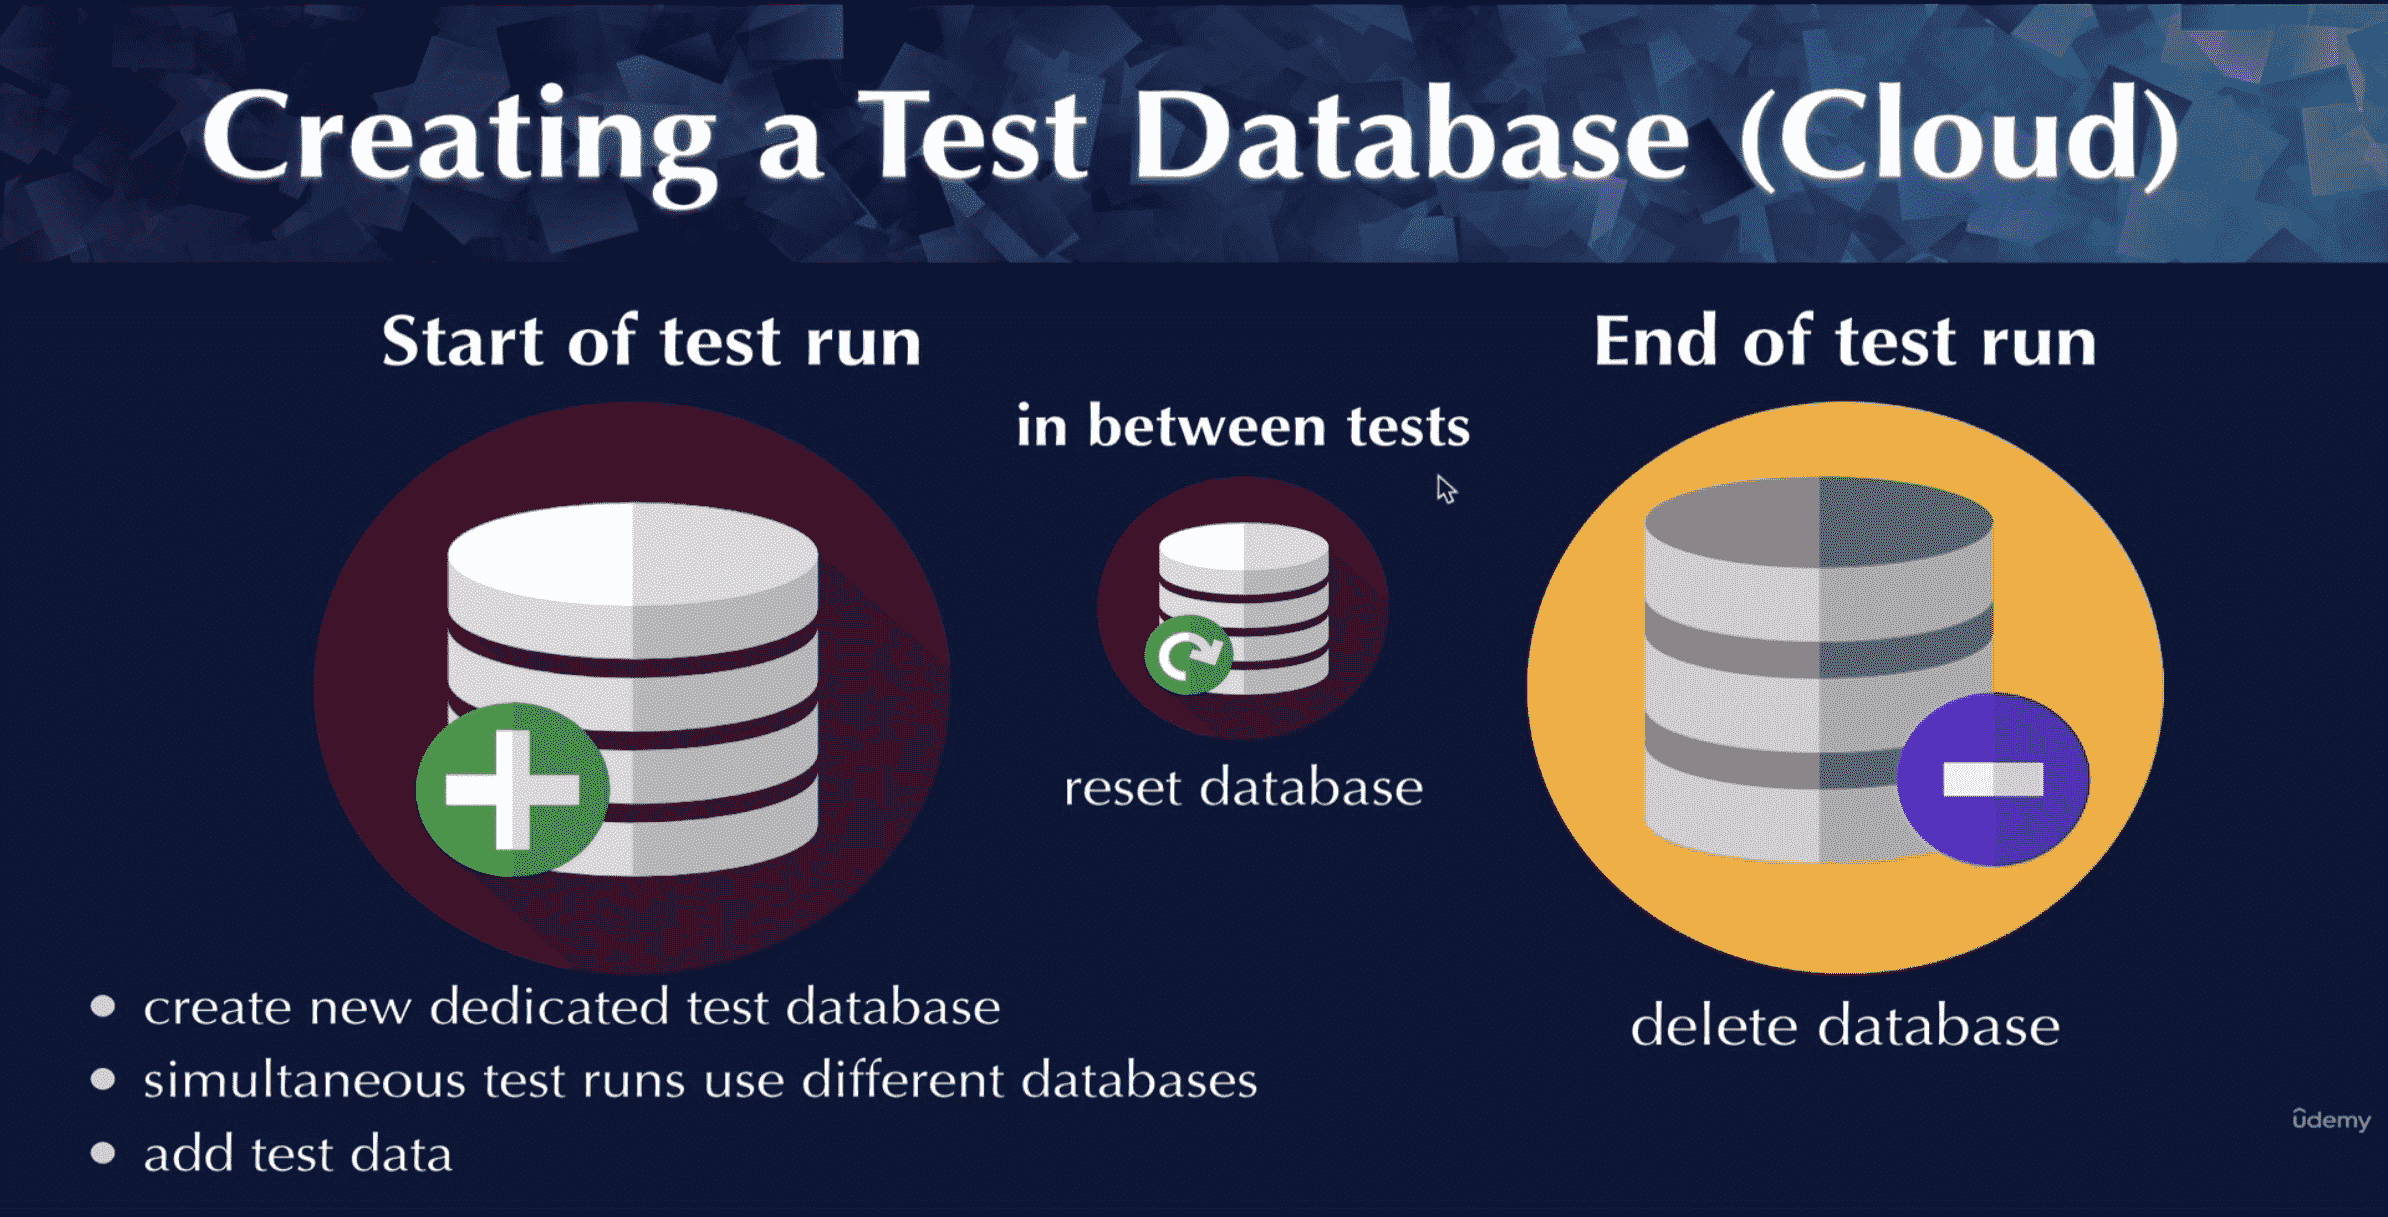 Creating a Test Database (Cloud)
Start of test run
in between tests
End of test run
reset database
create new dedicated test database
simultaneous test runs use different databases
add test data
delete database
ûdemy